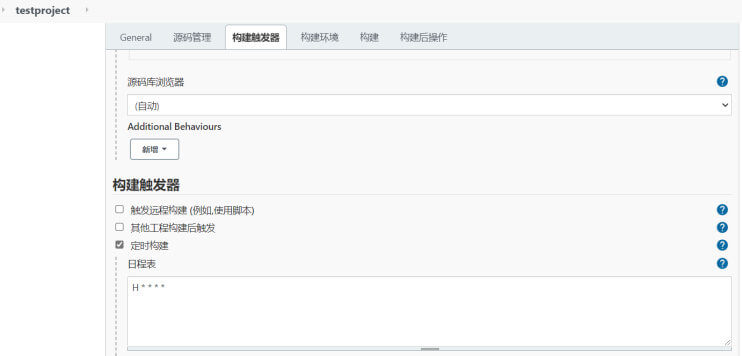 testproject
General 源码管理 构建触发器 构建环境 构建 构建后操作
源码库浏览器
(自动)
Additional Behaviours
新增
构建触发器
触发远程构建 (例如,使用脚本)
其他工程构建后触发
定时构建
日程表
H * * * *